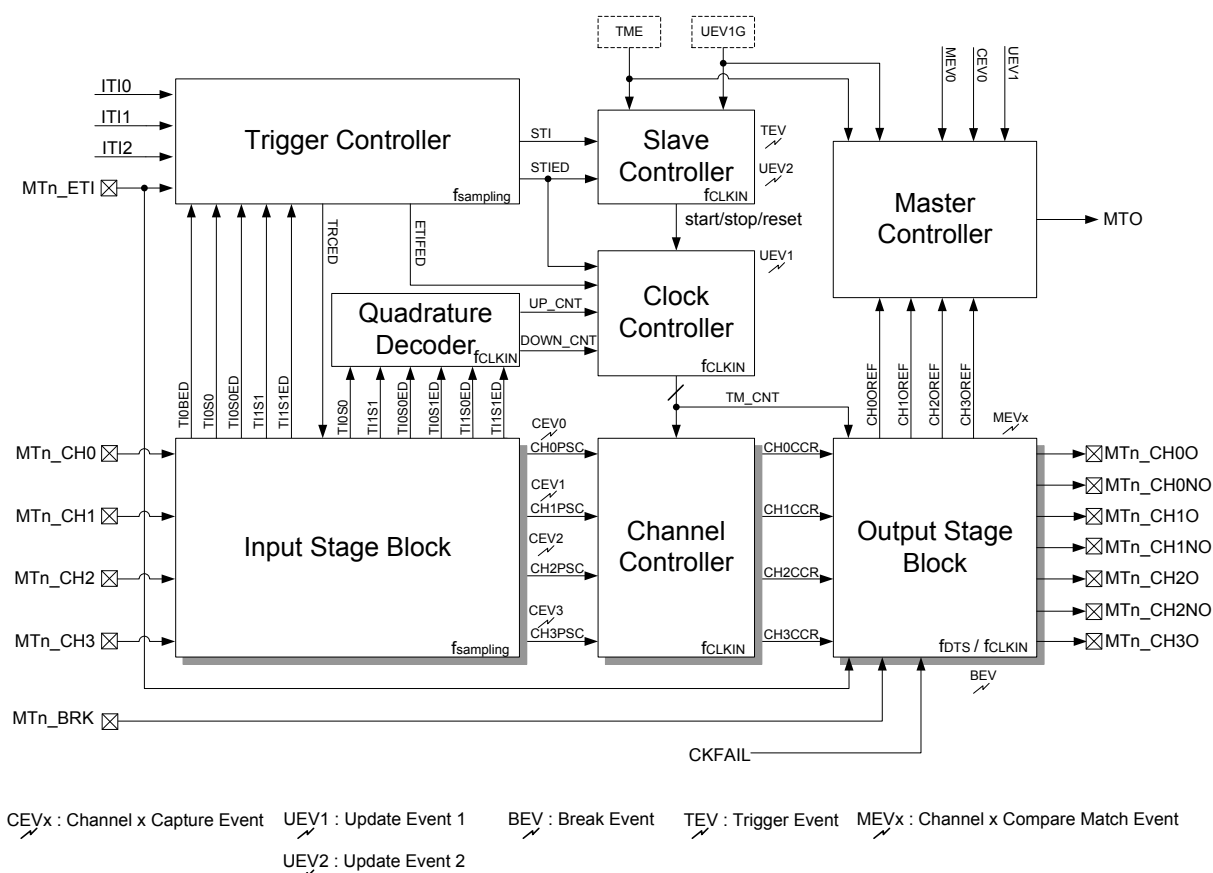 TME
UEV1G
MEV0
CEV0
UEV1
ITI0
ITI1
ITI2
MTn_ETI
Trigger Controller
fsampling
STI
STIED
Slave
Controller
fCLKIN
TEV
UEV2
start/stop/reset
Master
Controller
MTO
TRCED
ETIFED
UEV1
Clock
Controller
fCLKIN
Quadrature
Decoder
fCLKIN
UP_CNT
DOWN_CNT
TI0BED
TI0S0
TI0S0ED
TI1S1
TI1S1ED
TI0S0
TI1S1
TI0S0ED
TI0S1ED
TI1S0ED
TI1S1ED
TM_CNT
CH0OREF
CH1OREF
CH2OREF
CH3OREF
MEVx
MTn_CH0
MTn_CH1
MTn_CH2
MTn_CH3
Input Stage Block
fsampling
CEV0
CH0PSC
CEV1
CH1PSC
CEV2
CH2PSC
CEV3
CH3PSC
Channel
Controller
fCLKIN
CH0CCR
CH1CCR
CH2CCR
CH3CCR
Output Stage
Block
fDTS / fCLKIN
BEV
MTn_CH0O
MTn_CH0NO
MTn_CH1O
MTn_CH1NO
MTn_CH2O
MTn_CH2NO
MTn_CH3O
MTn_BRK
CKFAIL
CEVx : Channel x Capture Event
UEV1 : Update Event 1
BEV : Break Event
TEV : Trigger Event
MEVx : Channel x Compare Match Event
UEV2 : Update Event 2